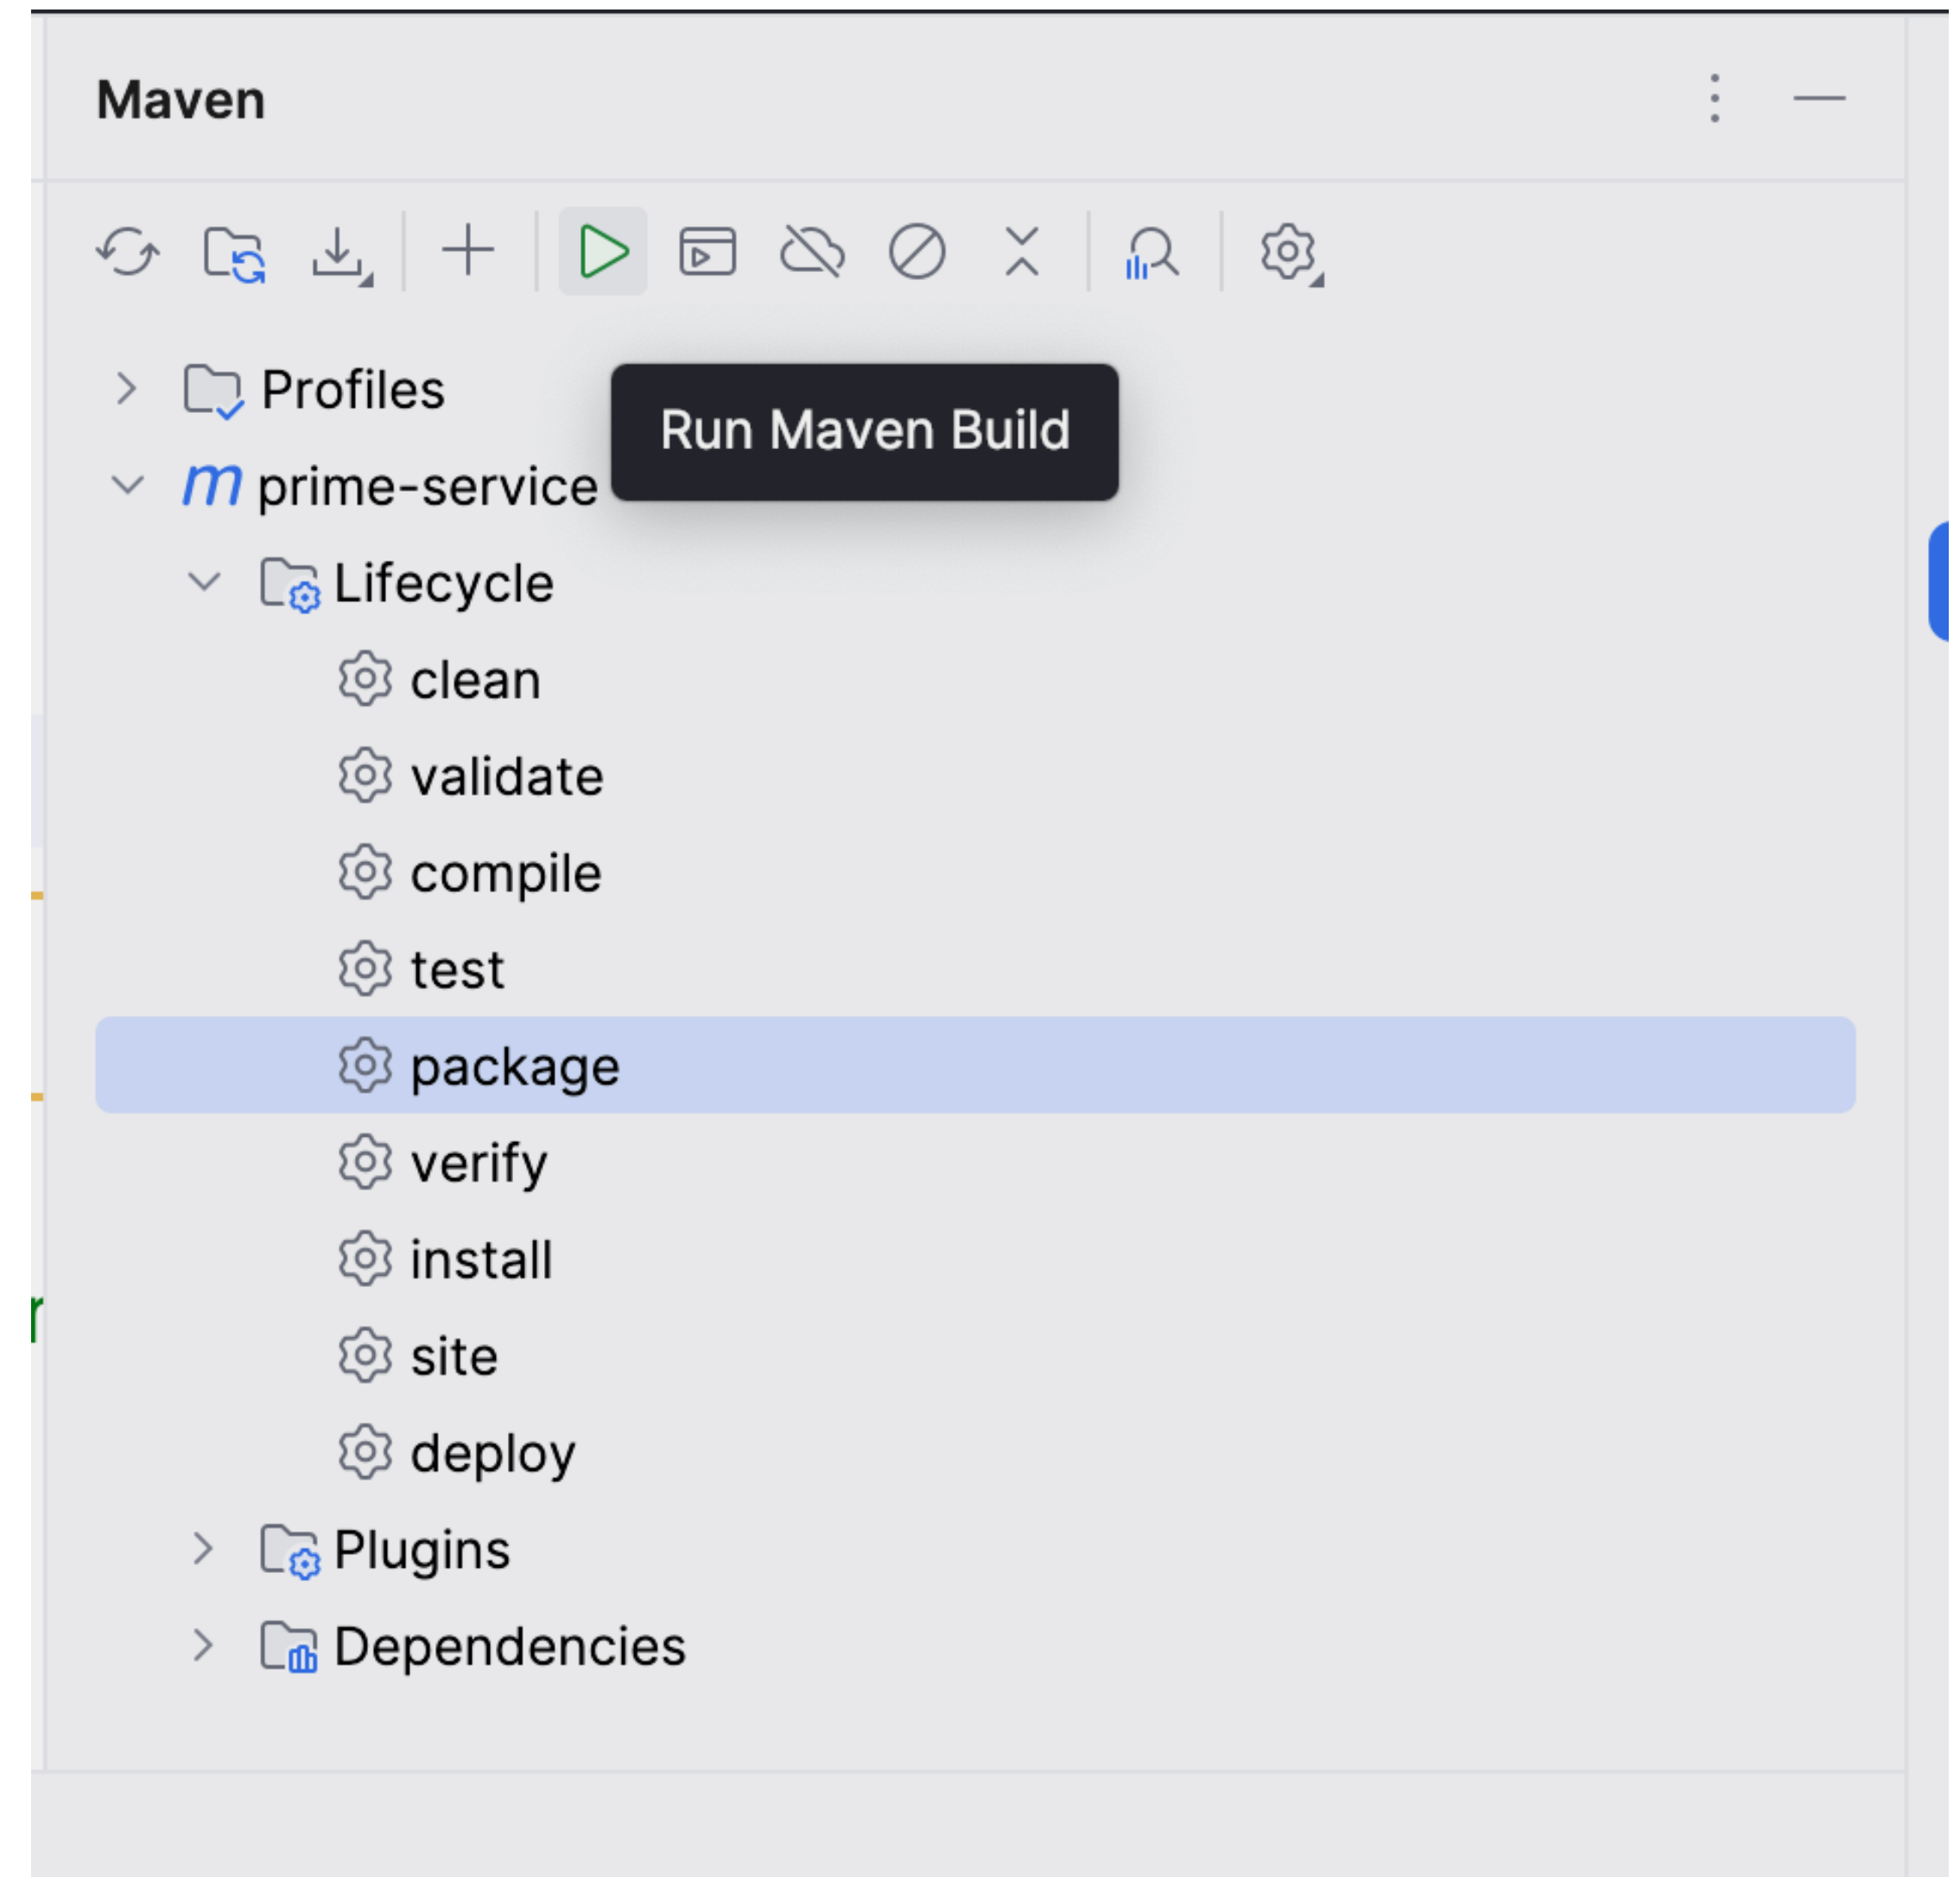 Maven
Profiles
Run Maven Build
m prime-service
Lifecycle
clean
validate
compile
test
package
verify
install
site
deploy
Plugins
Dependencies